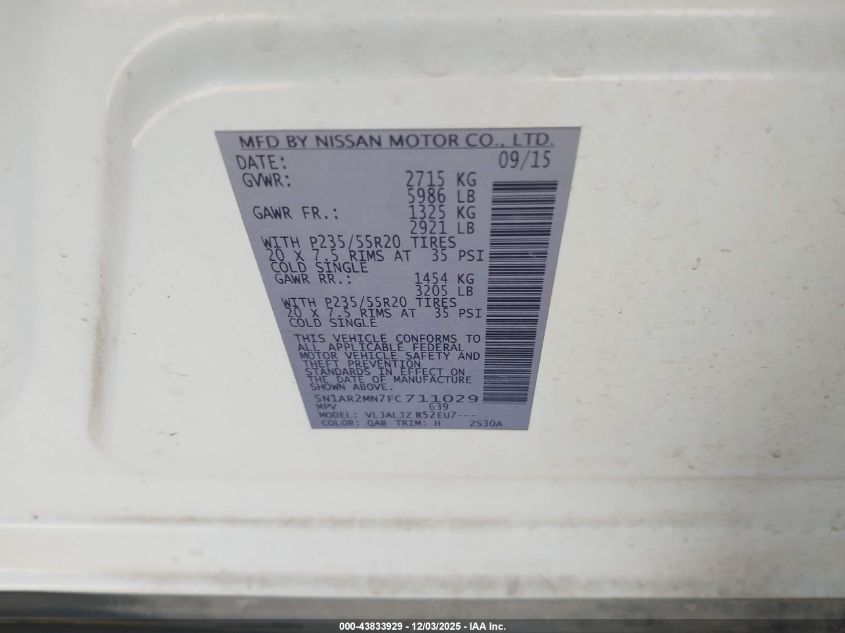 MFD BY NISSAN MOTOR CO., LTD.
DATE: 09/15
GVWR: 2715 KG
5986 LB
GAWR FR.: 1325 KG
2921 LB
WITH P235/55R20 TIRES
20 X 7.5 RIMS AT 35 PSI
COLD SINGLE
GAWR RR.: 1454 KG
3205 LB
WITH P235/55R20 TIRES
20 X 7.5 RIMS AT 35 PSI
COLD SINGLE
THIS VEHICLE CONFORMS TO
ALL APPLICABLE FEDERAL
MOTOR VEHICLE SAFETY AND
THEFT PREVENTION
STANDARDS IN EFFECT ON
THE DATE OF MANUFACTURE
SHOWN ABOVE.
5N1AR2MN7FC711029
MPV 639
MODEL: VLJALJZ R52EU7---
COLOR: QAB TRIM: H 2S30A
000-43833929 - 12/03/2025 - IAA Inc.